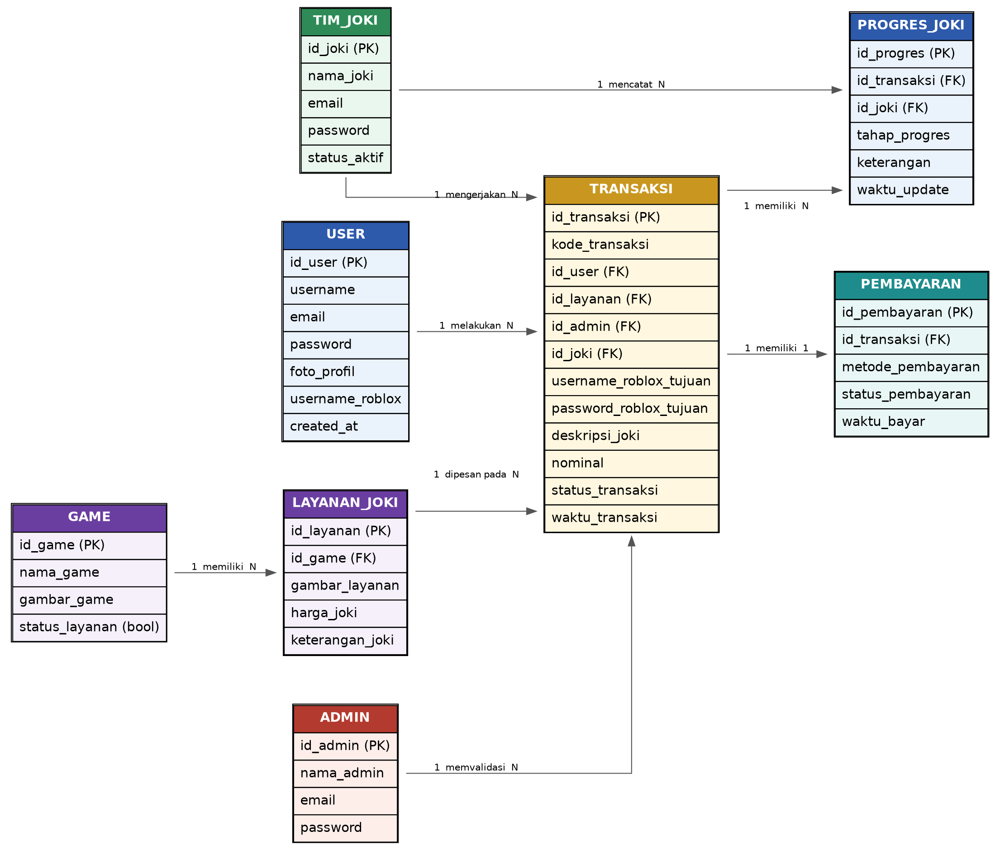 TIM_JOKI
id_joki (PK)
nama_joki
email
password
status_aktif
1 mencatat N
PROGRES_JOKI
id_progres (PK)
id_transaksi (FK)
id_joki (FK)
tahap_progres
keterangan
waktu_update
1 mengerjakan N
TRANSAKSI
id_transaksi (PK)
kode_transaksi
id_user (FK)
id_layanan (FK)
id_admin (FK)
id_joki (FK)
username_roblox_tujuan
password_roblox_tujuan
deskripsi_joki
nominal
status_transaksi
waktu_transaksi
1 memiliki N
USER
id_user (PK)
username
email
password
foto_profil
username_roblox
created_at
1 melakukan N
PEMBAYARAN
id_pembayaran (PK)
id_transaksi (FK)
metode_pembayaran
status_pembayaran
waktu_bayar
1 memiliki 1
1 dipesan pada N
GAME
id_game (PK)
nama_game
gambar_game
status_layanan (bool)
1 memiliki N
LAYANAN_JOKI
id_layanan (PK)
id_game (FK)
gambar_layanan
harga_joki
keterangan_joki
ADMIN
id_admin (PK)
nama_admin
email
password
1 memvalidasi N